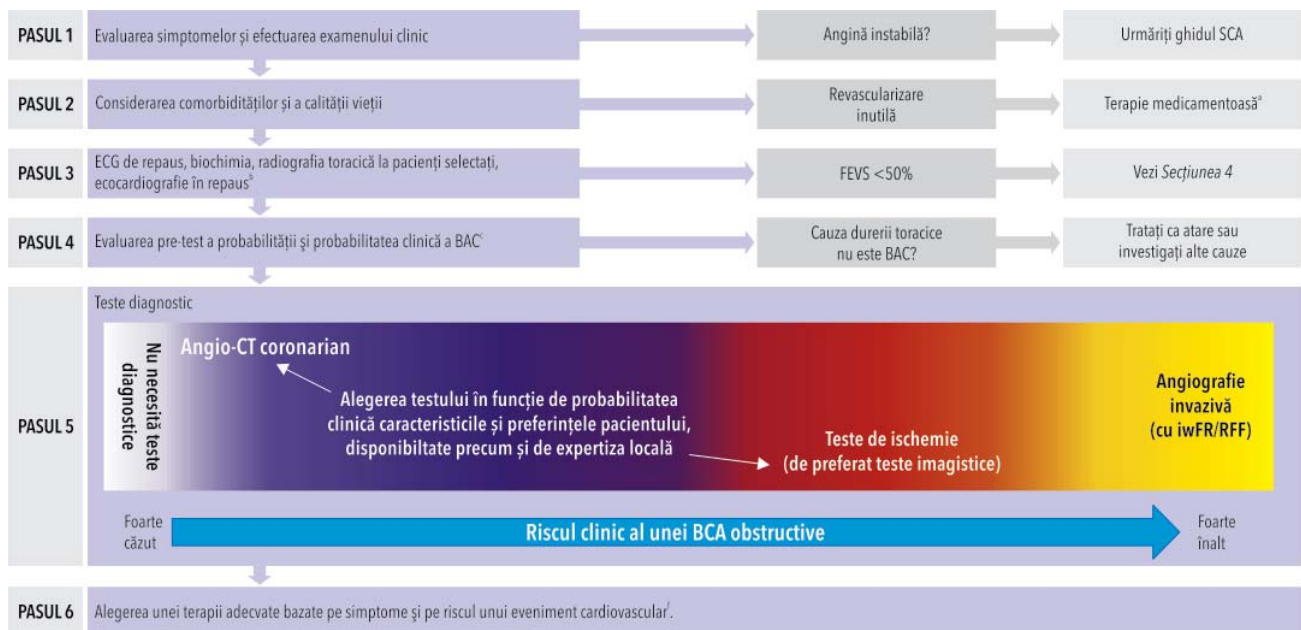 PASUL 1
Evaluarea simptomelor și efectuarea examenului clinic
Angină instabilă?
Urmăriți ghidul SCA
PASUL 2
Considerarea comorbidităților și a calității vieții
Revascularizare
inutilă
Terapie medicamentoasăª
PASUL 3
ECG de repaus, biochimia, radiografia toracică la pacienți selectați,
ecocardiografie în repausᵇ
FEVS <50%
Vezi Secțiunea 4
PASUL 4
Evaluarea pre-test a probabilității și probabilitatea clinică a BACᶜ
Cauza durerii toracice
nu este BAC?
Tratați ca atare sau
investigați alte cauze
PASUL 5
Teste diagnostic
Nu necesită teste
diagnostice
Angio-CT coronarian
Alegerea testului în funcție de probabilitatea
clinică caracteristicile și preferințele pacientului,
disponibiltate precum și de expertiza locală
Teste de ischemie
(de preferat teste imagistice)
Angiografie
invazivă
(cu iwFR/RFF)
Foarte
căzut
Riscul clinic al unei BCA obstructive
Foarte
înalt
PASUL 6
Alegerea unei terapii adecvate bazate pe simptome și pe riscul unui eveniment cardiovascularᶠ.